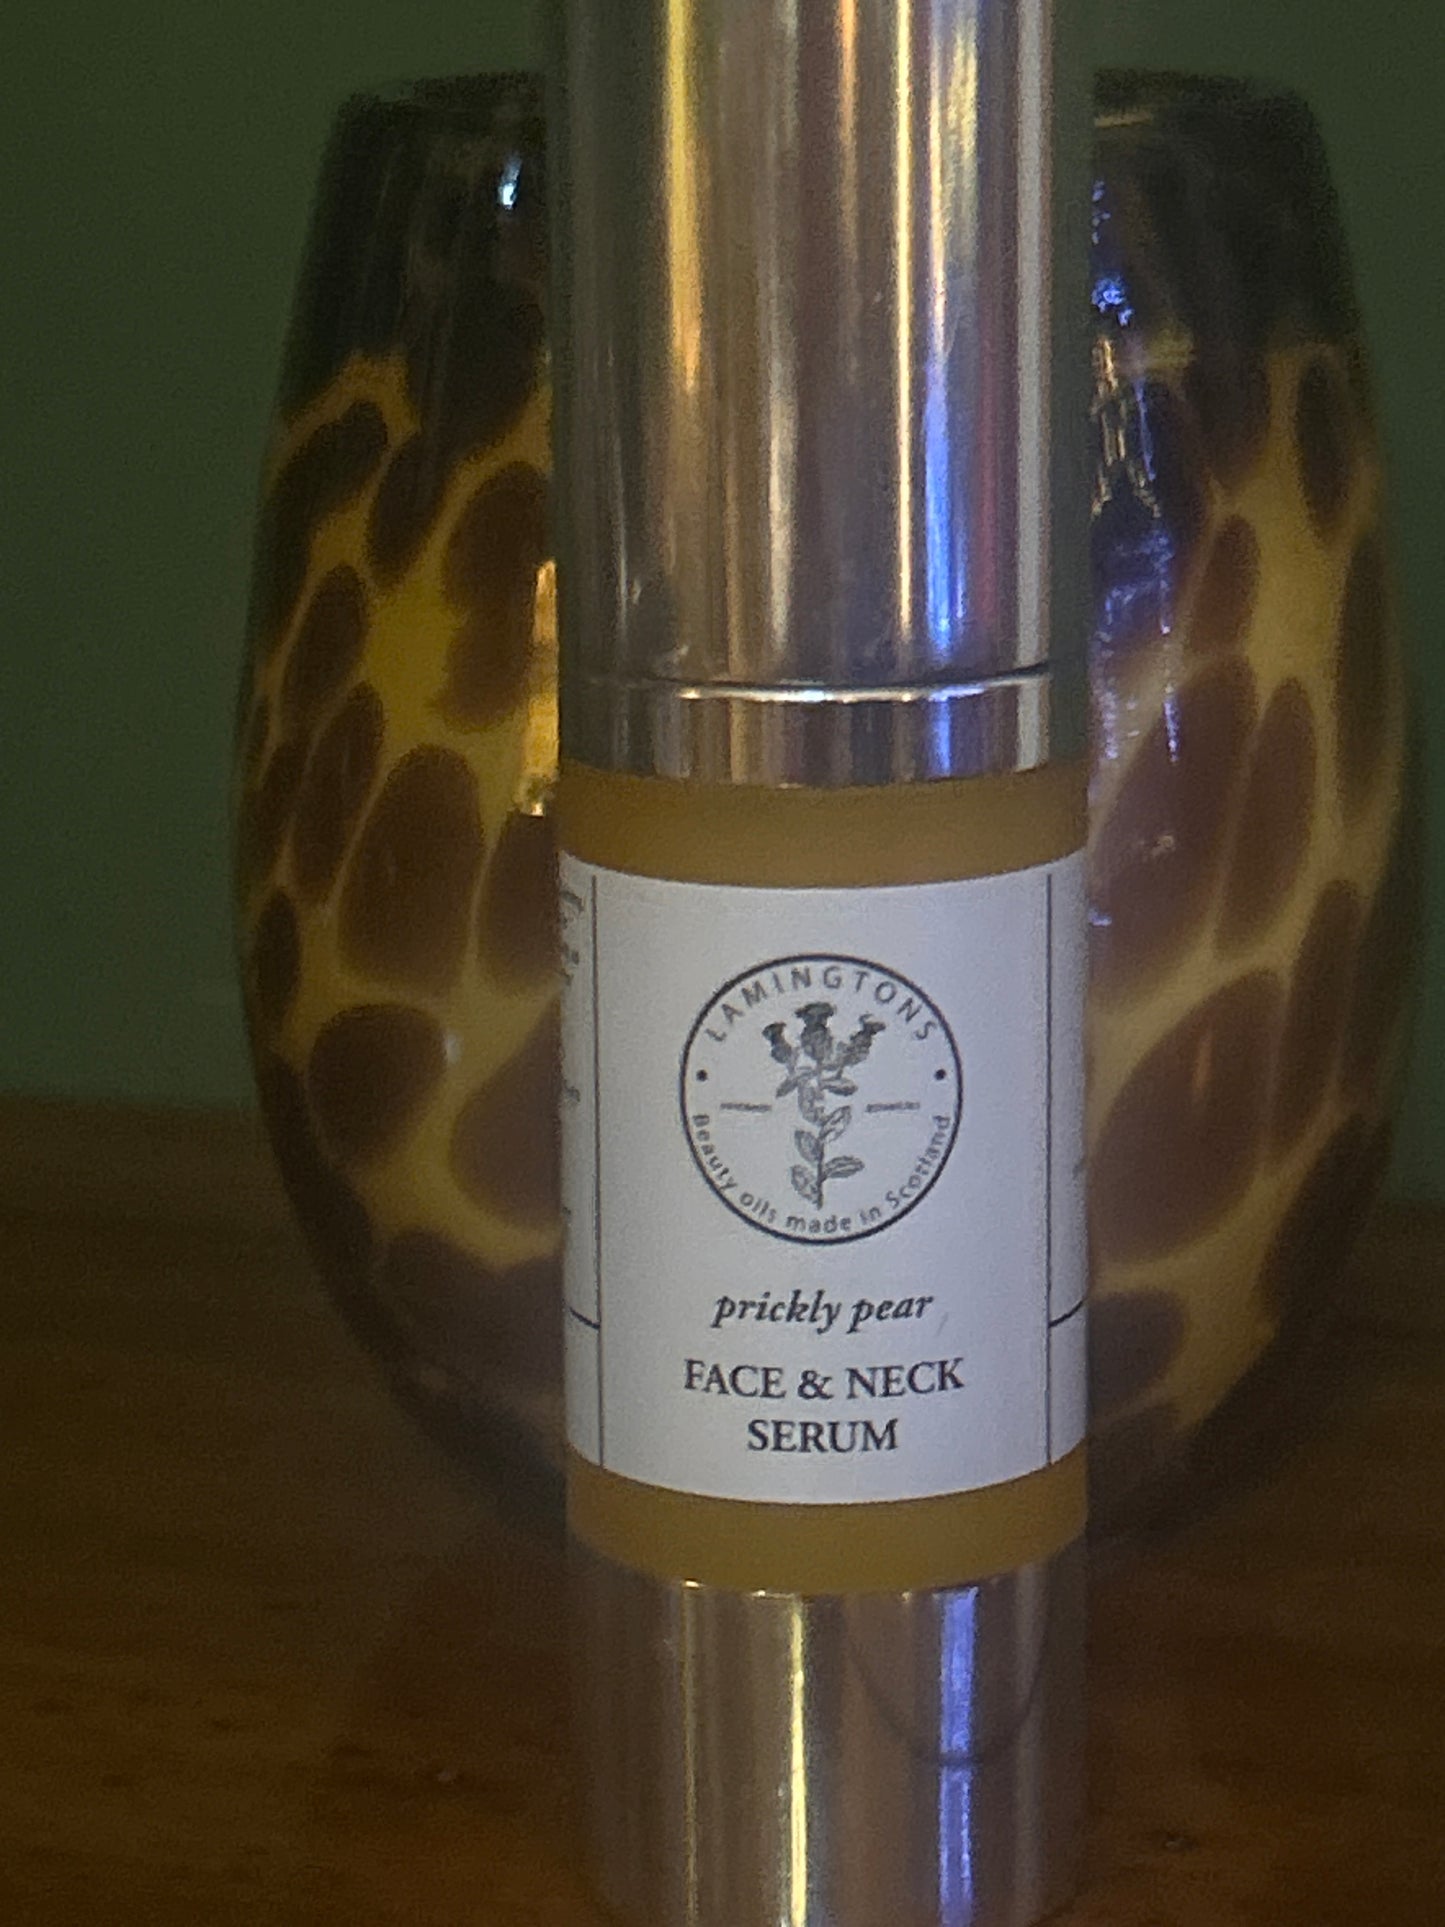 LAMINGTONS
Beauty oils made in Scotland
prickly pear
FACE & NECK
SERUM